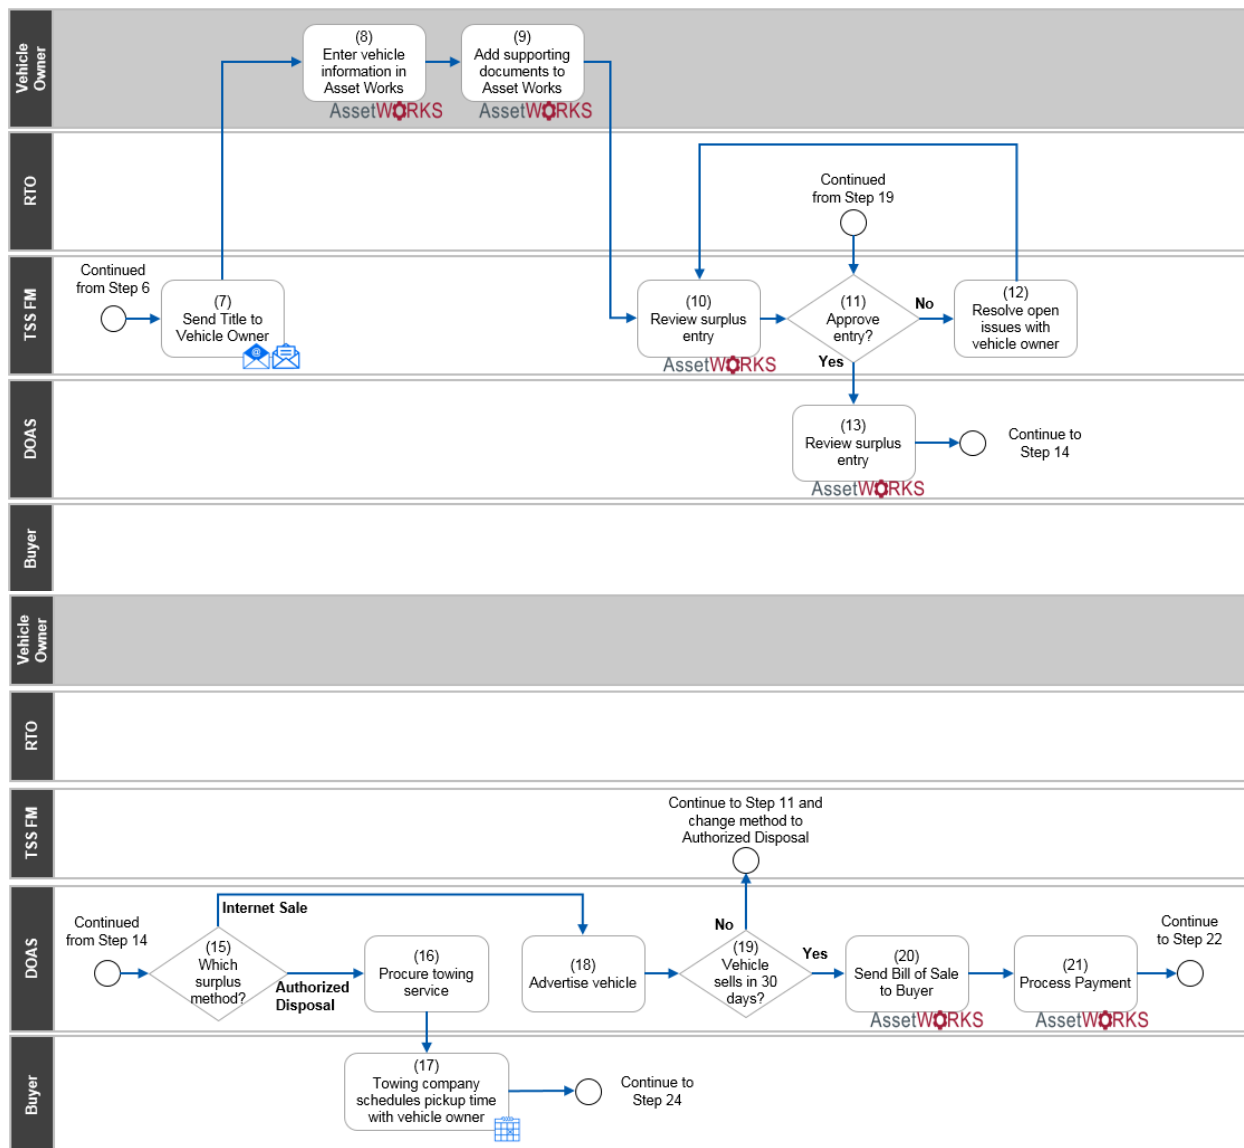 Vehicle
Owner
(8)
Enter vehicle
information in
Asset Works
AssetWORKS
(9)
Add supporting
documents to
Asset Works
AssetWORKS
RTO
Continued
from Step 19
TSS FM
Continued
from Step 6
(7)
Send Title to
Vehicle Owner
@
(10)
Review surplus
entry
AssetWORKS
(11)
Approve
entry?
No
Yes
(12)
Resolve open
issues with
vehicle owner
DOAS
(13)
Review surplus
entry
AssetWORKS
Continue to
Step 14
Buyer
Vehicle
Owner
RTO
TSS FM
Continue to Step 11 and
change method to
Authorized Disposal
DOAS
Continued
from Step 14
(15)
Which
surplus
method?
Internet Sale
Authorized
Disposal
(16)
Procure towing
service
(18)
Advertise vehicle
(19)
Vehicle
sells in 30
days?
No
Yes
(20)
Send Bill of Sale
to Buyer
AssetWORKS
(21)
Process Payment
AssetWORKS
Continue
to Step 22
Buyer
(17)
Towing company
schedules pickup time
with vehicle owner
Continue to
Step 24